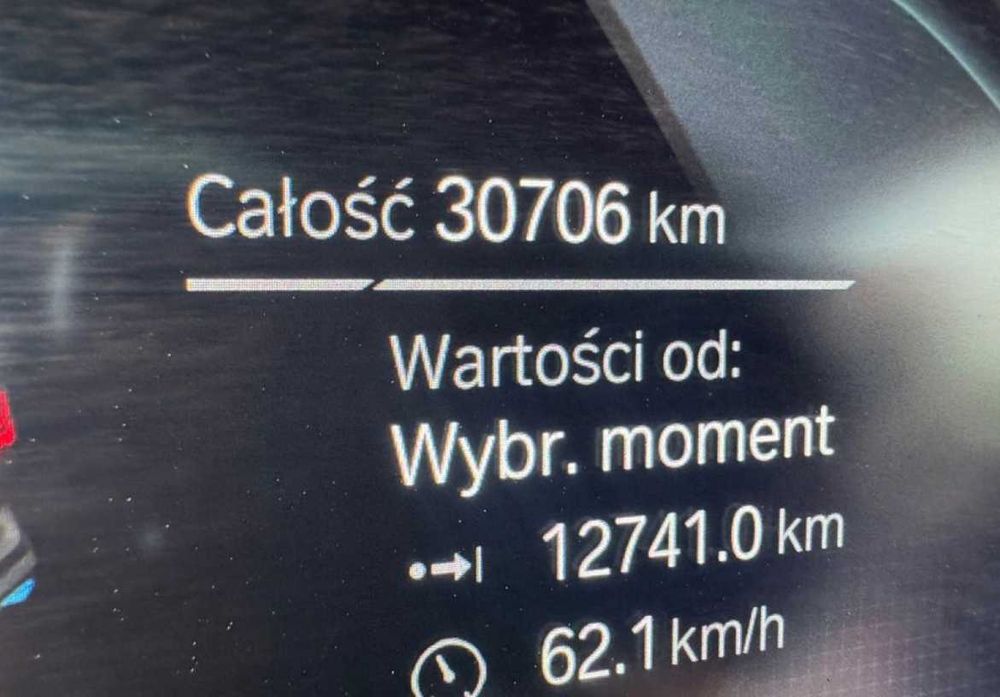 Całość 30706 km
Wartości od:
Wybr. moment
12741.0 km
62.1 km/h